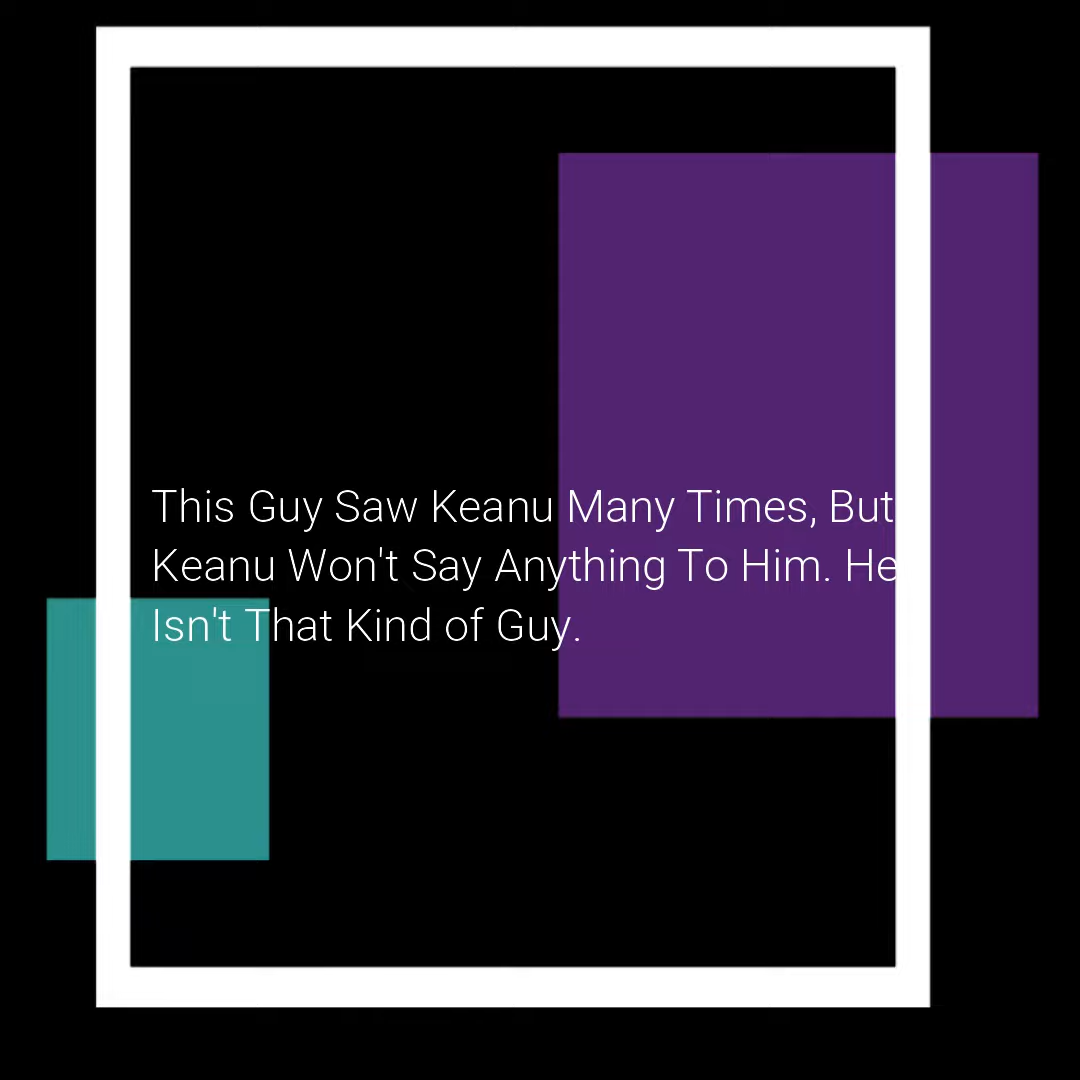 This Guy Saw Keanu Many Times, But
Keanu Won't Say Anything To Him. He
Isn't That Kind of Guy.